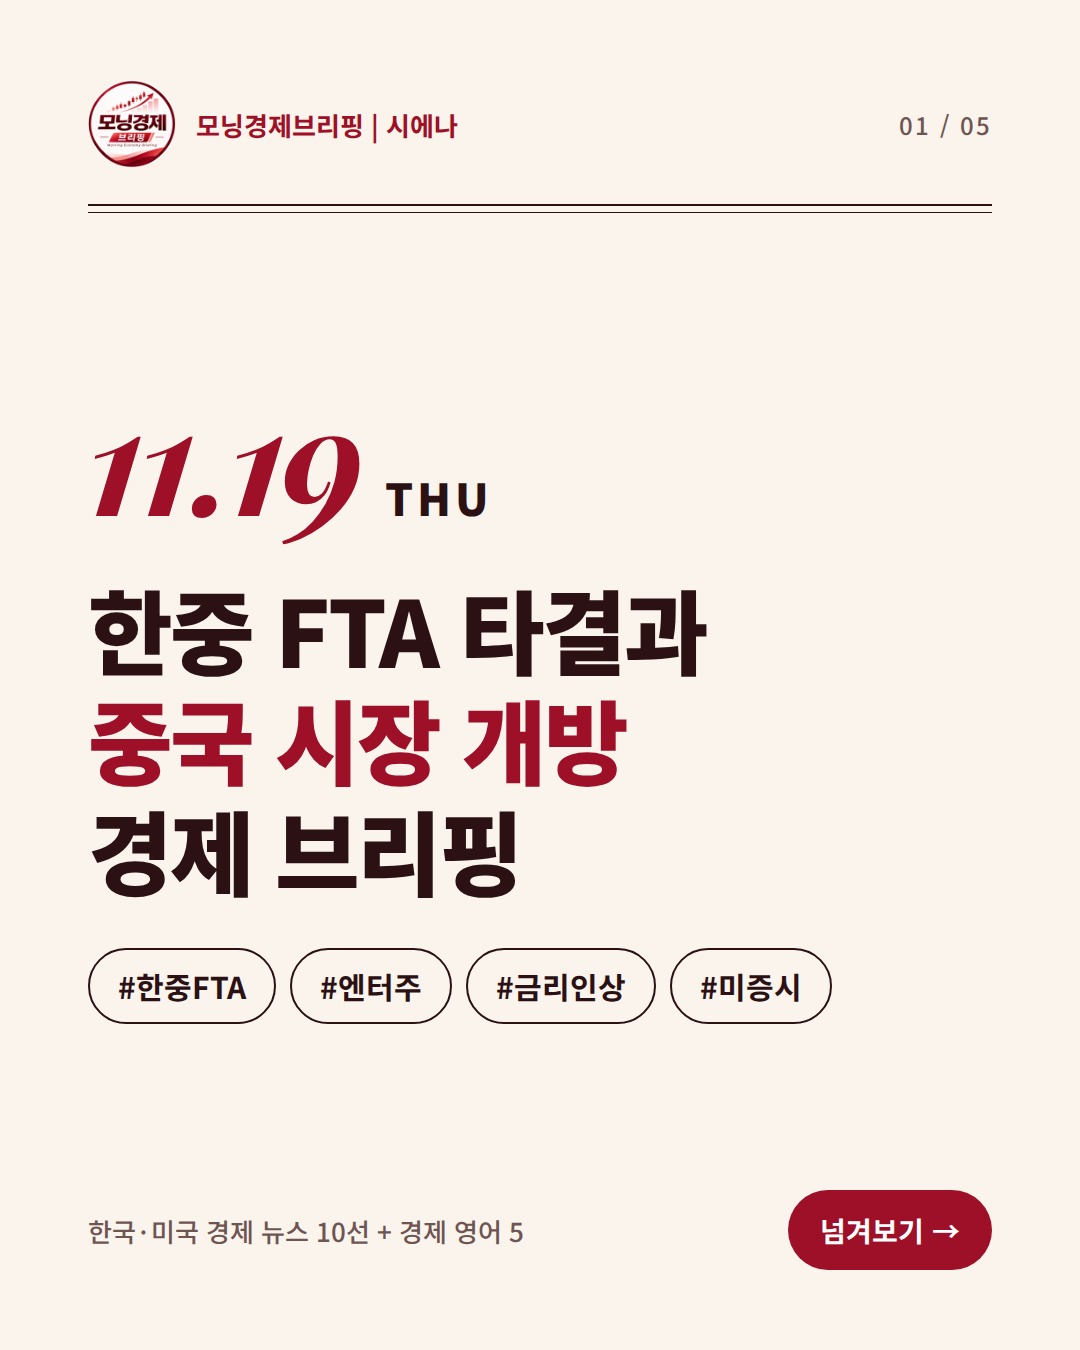 모닝경제
브리핑
Morning Economy Briefing
모닝경제브리핑 | 시에나
01 / 05
11.19 THU
한중 FTA 타결과
중국 시장 개방
경제 브리핑
#한중FTA #엔터주 #금리인상 #미증시
한국·미국 경제 뉴스 10선 + 경제 영어 5
넘겨보기 →